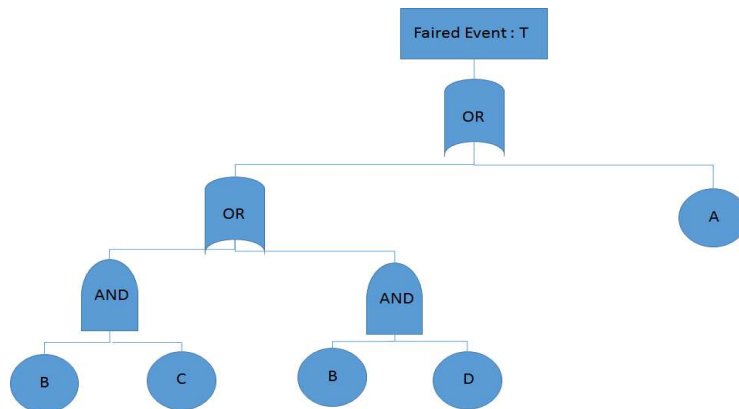 Faired Event : T
OR
OR
A
AND
AND
B
C
B
D